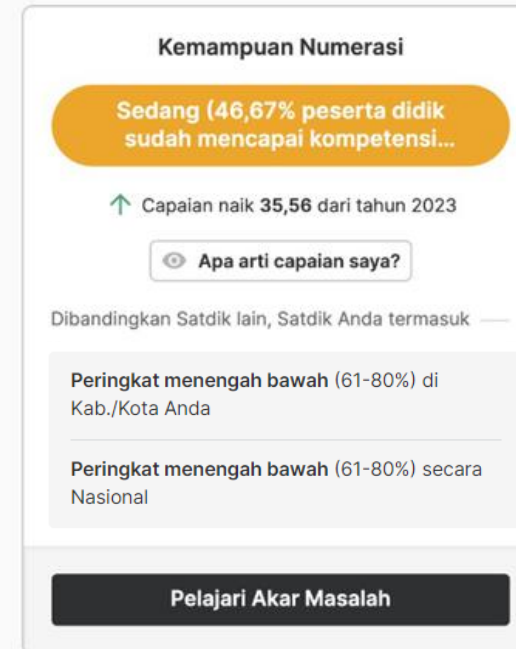 Kemampuan Numerasi
Sedang (46,67% peserta didik
sudah mencapai kompetensi...
Capaian naik 35,56 dari tahun 2023
Apa arti capaian saya?
Dibandingkan Satdik lain, Satdik Anda termasuk
Peringkat menengah bawah (61-80%) di
Kab./Kota Anda
Peringkat menengah bawah (61-80%) secara
Nasional
Pelajari Akar Masalah